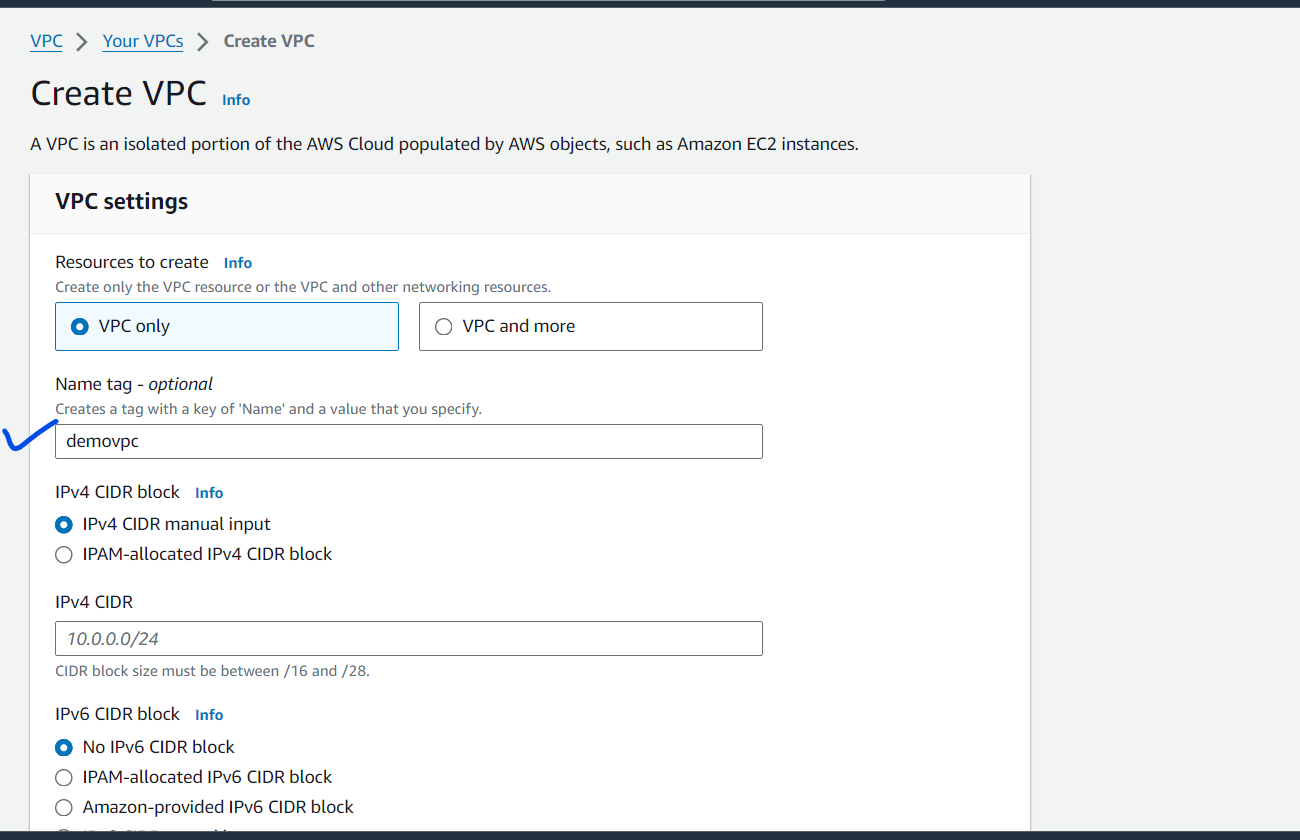 VPC > Your VPCs > Create VPC
Create VPC Info
A VPC is an isolated portion of the AWS Cloud populated by AWS objects, such as Amazon EC2 instances.
VPC settings
Resources to create Info
Create only the VPC resource or the VPC and other networking resources.
VPC only VPC and more
Name tag - optional
Creates a tag with a key of 'Name' and a value that you specify.
demovpc
IPv4 CIDR block Info
IPv4 CIDR manual input
IPAM-allocated IPv4 CIDR block
IPv4 CIDR
10.0.0.0/24
CIDR block size must be between /16 and /28.
IPv6 CIDR block Info
No IPv6 CIDR block
IPAM-allocated IPv6 CIDR block
Amazon-provided IPv6 CIDR block